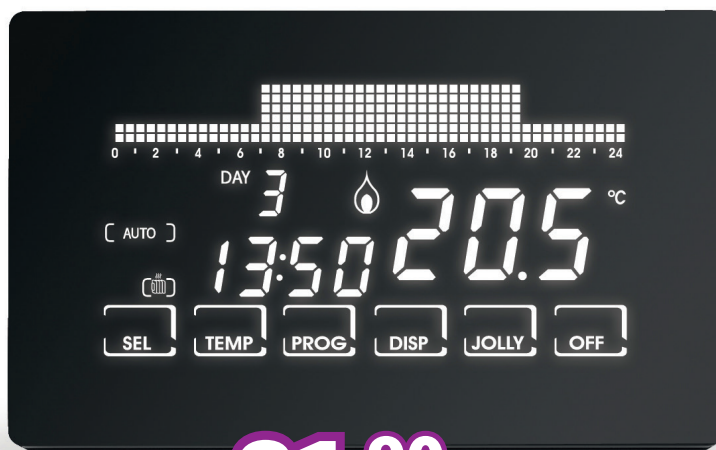 0 2 4 6 8 10 12 14 16 18 20 22 24
DAY 3
20.5 °C
[ AUTO ]
13:50
SEL TEMP PROG DISP JOLLY OFF